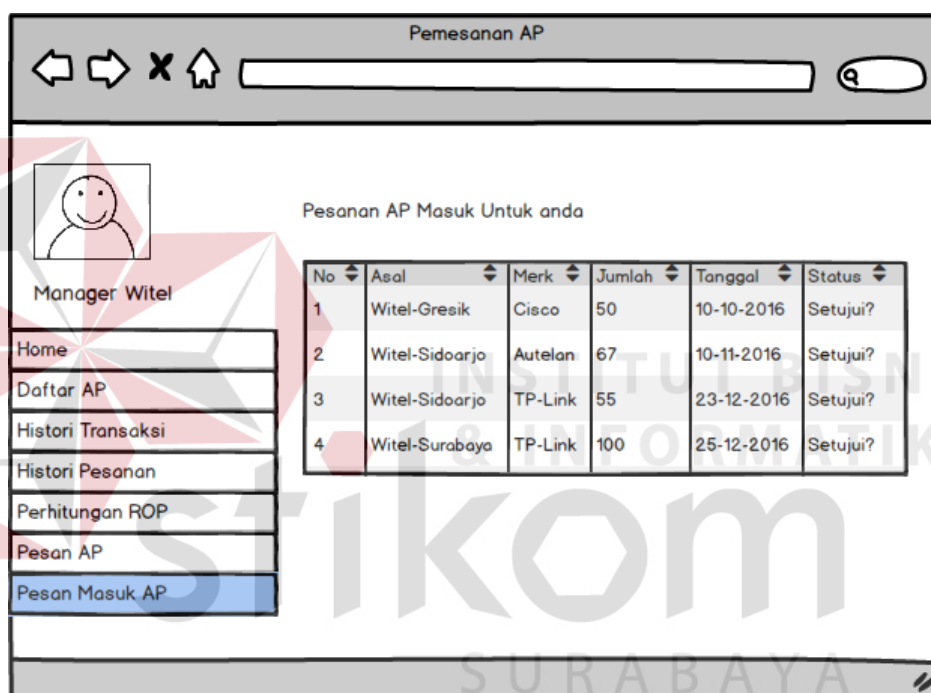 Pemesanan AP
Manager Witel
Home
Daftar AP
Histori Transaksi
Histori Pesanan
Perhitungan ROP
Pesan AP
Pesan Masuk AP
Pesanan AP Masuk Untuk anda
No Asal Merk Jumlah Tanggal Status
1 Witel-Gresik Cisco 50 10-10-2016 Setujui?
2 Witel-Sidoarjo Autelan 67 10-11-2016 Setujui?
3 Witel-Sidoarjo TP-Link 55 23-12-2016 Setujui?
4 Witel-Surabaya TP-Link 100 25-12-2016 Setujui?
INSTITUT BISN
& INFORMATIK
stikom
SURABAYA